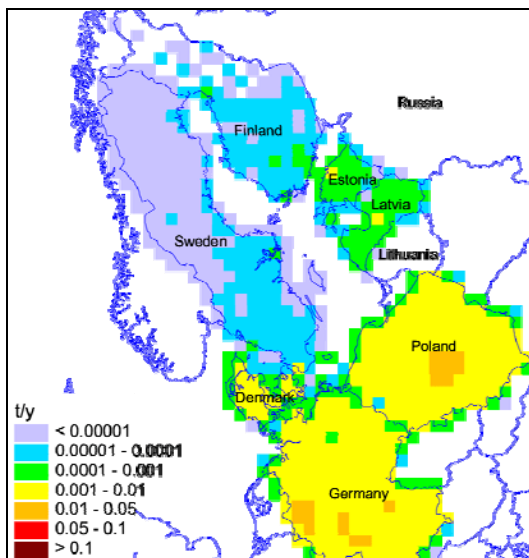 Russia
Finland
Estonia
Latvia
Sweden
Lithuania
Poland
Denmark
t/y
< 0.00001
0.00001 - 0.0001
0.0001 - 0.001
0.001 - 0.01
0.01 - 0.05
0.05 - 0.1
> 0.1
Germany